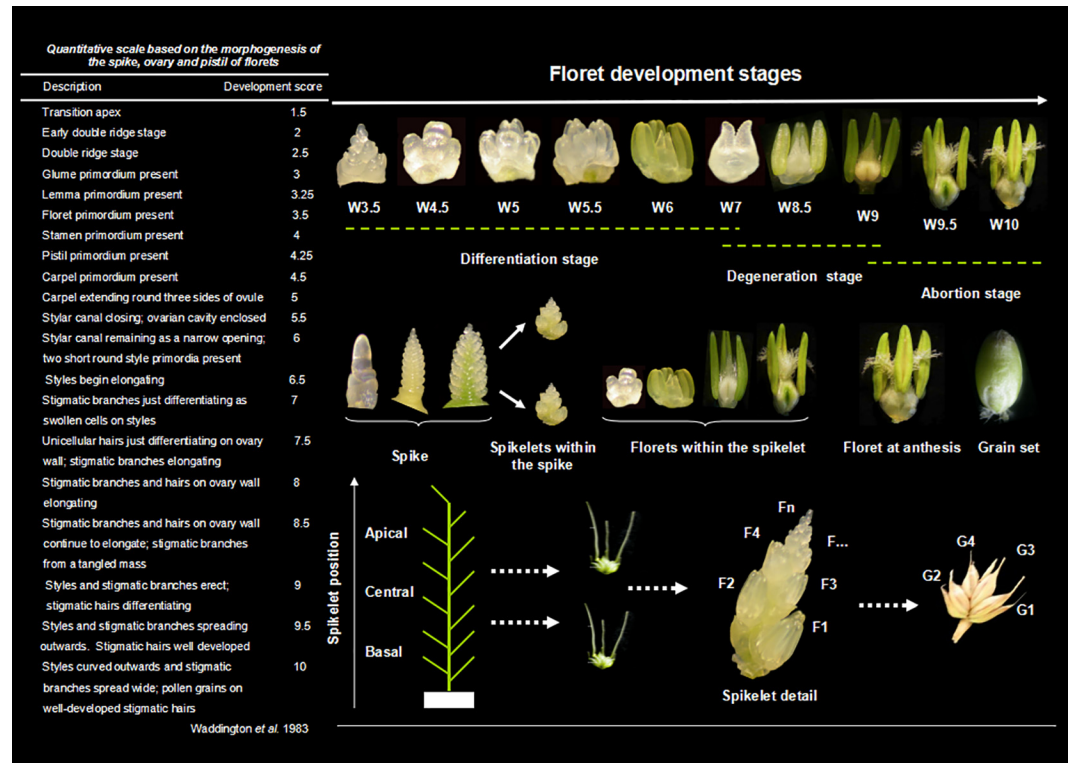 Quantitative scale based on the morphogenesis of
the spike, ovary and pistil of florets
Description Development score
Transition apex 1.5
Early double ridge stage 2
Double ridge stage 2.5
Glume primordium present 3
Lemma primordium present 3.25
Floret primordium present 3.5
Stamen primordium present 4
Pistil primordium present 4.25
Carpel primordium present 4.5
Carpel extending round three sides of ovule 5
Stylar canal closing; ovarian cavity enclosed 5.5
Stylar canal remaining as a narrow opening; 6
two short round style primordia present
Styles begin elongating 6.5
Stigmatic branches just differentiating as 7
swollen cells on styles
Unicellular hairs just differentiating on ovary 7.5
wall; stigmatic branches elongating
Stigmatic branches and hairs on ovary wall 8
elongating
Stigmatic branches and hairs on ovary wall 8.5
continue to elongate; stigmatic branches
from a tangled mass
Styles and stigmatic branches erect; 9
stigmatic hairs differentiating
Styles and stigmatic branches spreading 9.5
outwards. Stigmatic hairs well developed
Styles curved outwards and stigmatic 10
branches spread wide; pollen grains on
well-developed stigmatic hairs
Waddington et al. 1983
Floret development stages
W3.5 W4.5 W5 W5.5 W6 W7 W8.5 W9 W9.5 W10
Differentiation stage
Degeneration stage
Abortion stage
Spike
Spikelets within
the spike
Florets within the spikelet
Floret at anthesis
Grain set
Spikelet position
Apical
Central
Basal
Fn
F4
F...
F2
F3
F1
Spikelet detail
G4
G3
G2
G1